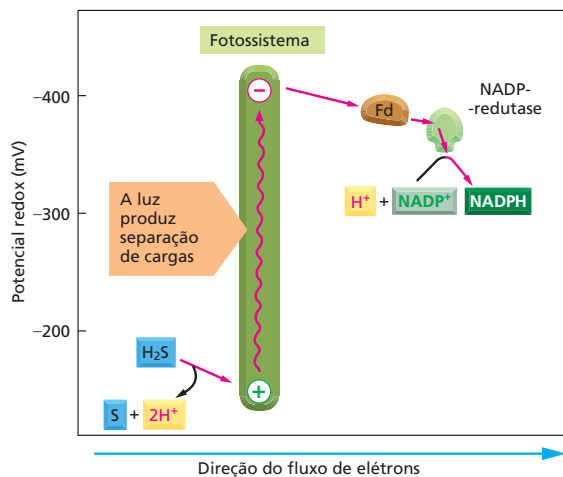 Fotossistema
−400
−300
−200
Potencial redox (mV)
−
Fd
NADP-
-redutase
H⁺ + NADP⁺ NADPH
A luz
produz
separação
de cargas
H₂S
S + 2H⁺
+
Direção do fluxo de elétrons